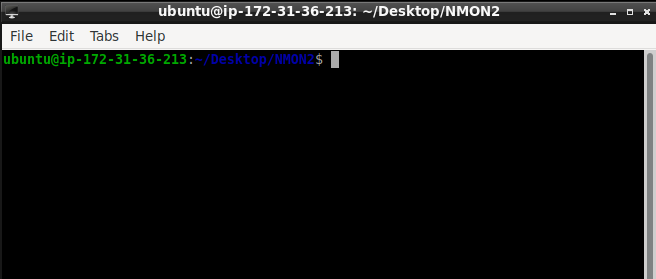 ubuntu@ip-172-31-36-213: ~/Desktop/NMON2
File Edit Tabs Help
ubuntu@ip-172-31-36-213:~/Desktop/NMON2$